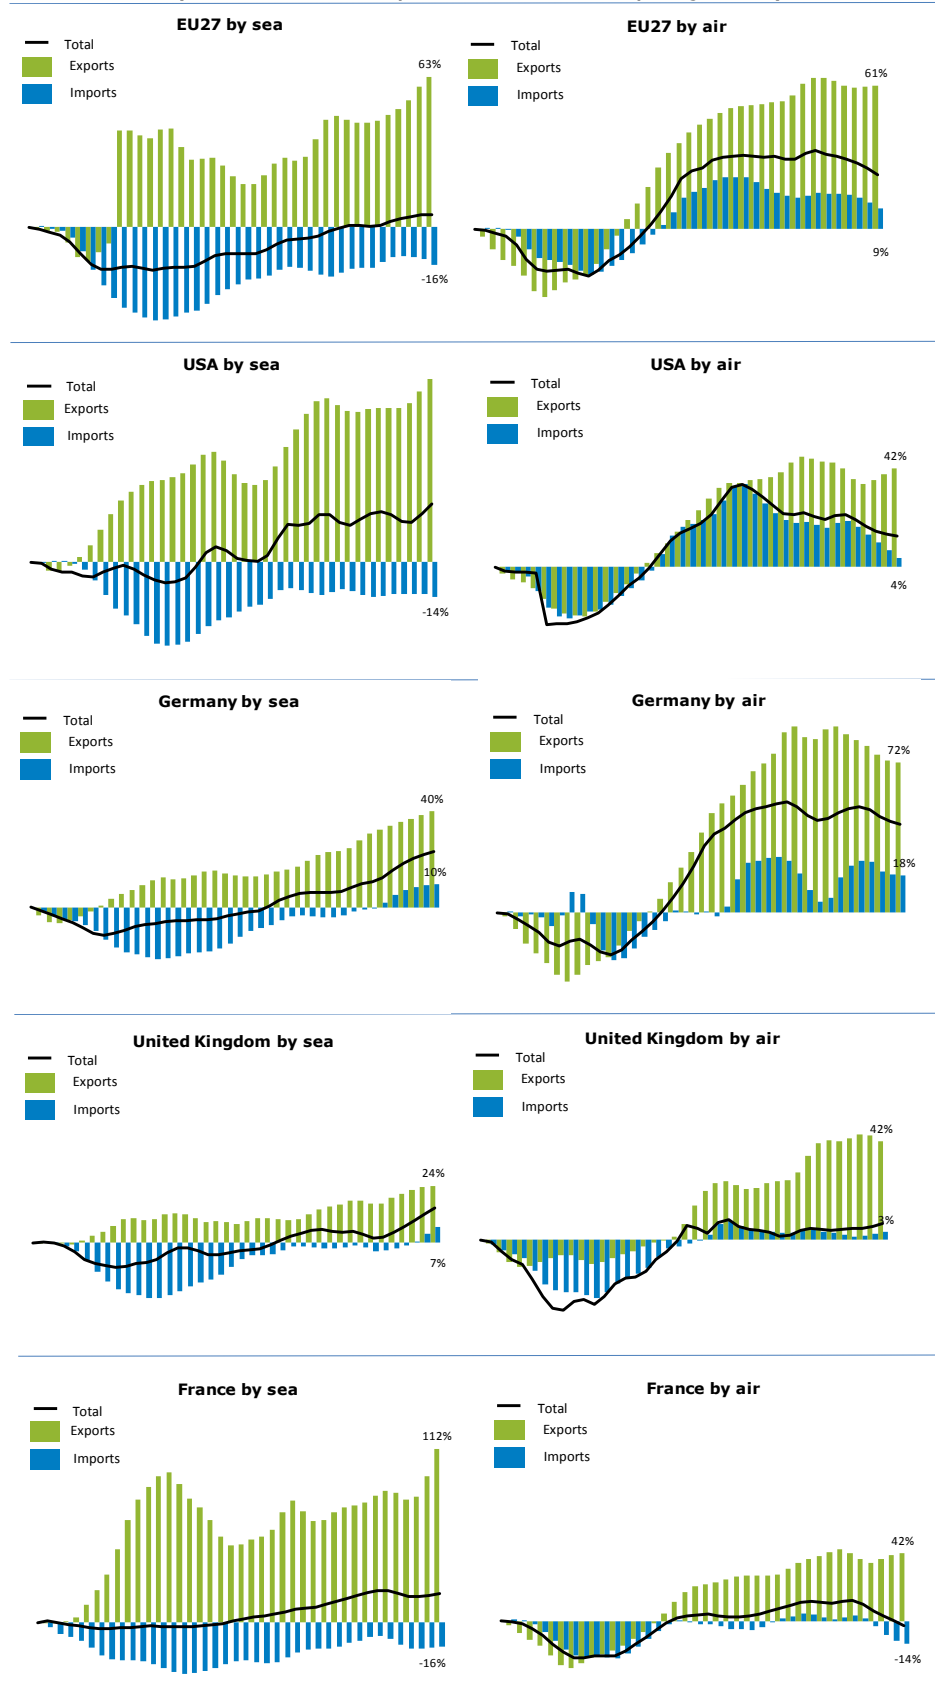 EU27 by sea
Total
Exports
Imports
63%
-16%
EU27 by air
Total
Exports
Imports
61%
9%
USA by sea
Total
Exports
Imports
-14%
USA by air
Total
Exports
Imports
42%
4%
Germany by sea
Total
Exports
Imports
40%
10%
Germany by air
Total
Exports
Imports
72%
18%
United Kingdom by sea
Total
Exports
Imports
24%
7%
United Kingdom by air
Total
Exports
Imports
42%
3%
France by sea
Total
Exports
Imports
112%
-16%
France by air
Total
Exports
Imports
42%
-14%